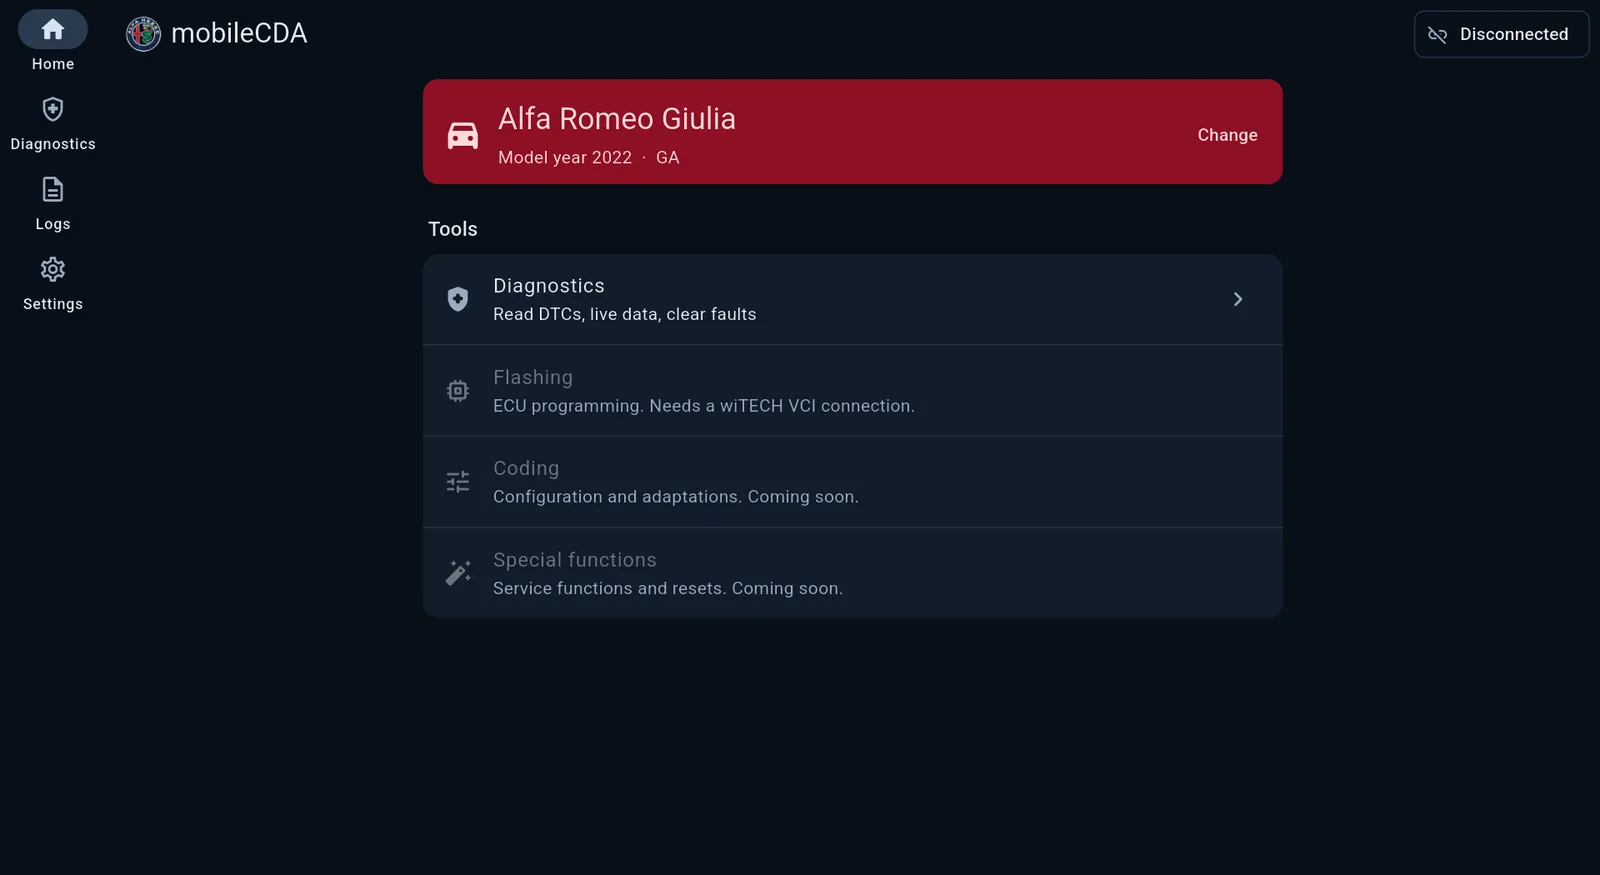 Home
Diagnostics
Logs
Settings
mobileCDA
Disconnected
Alfa Romeo Giulia
Model year 2022 · GA
Change
Tools
Diagnostics
Read DTCs, live data, clear faults
Flashing
ECU programming. Needs a wiTECH VCI connection.
Coding
Configuration and adaptations. Coming soon.
Special functions
Service functions and resets. Coming soon.